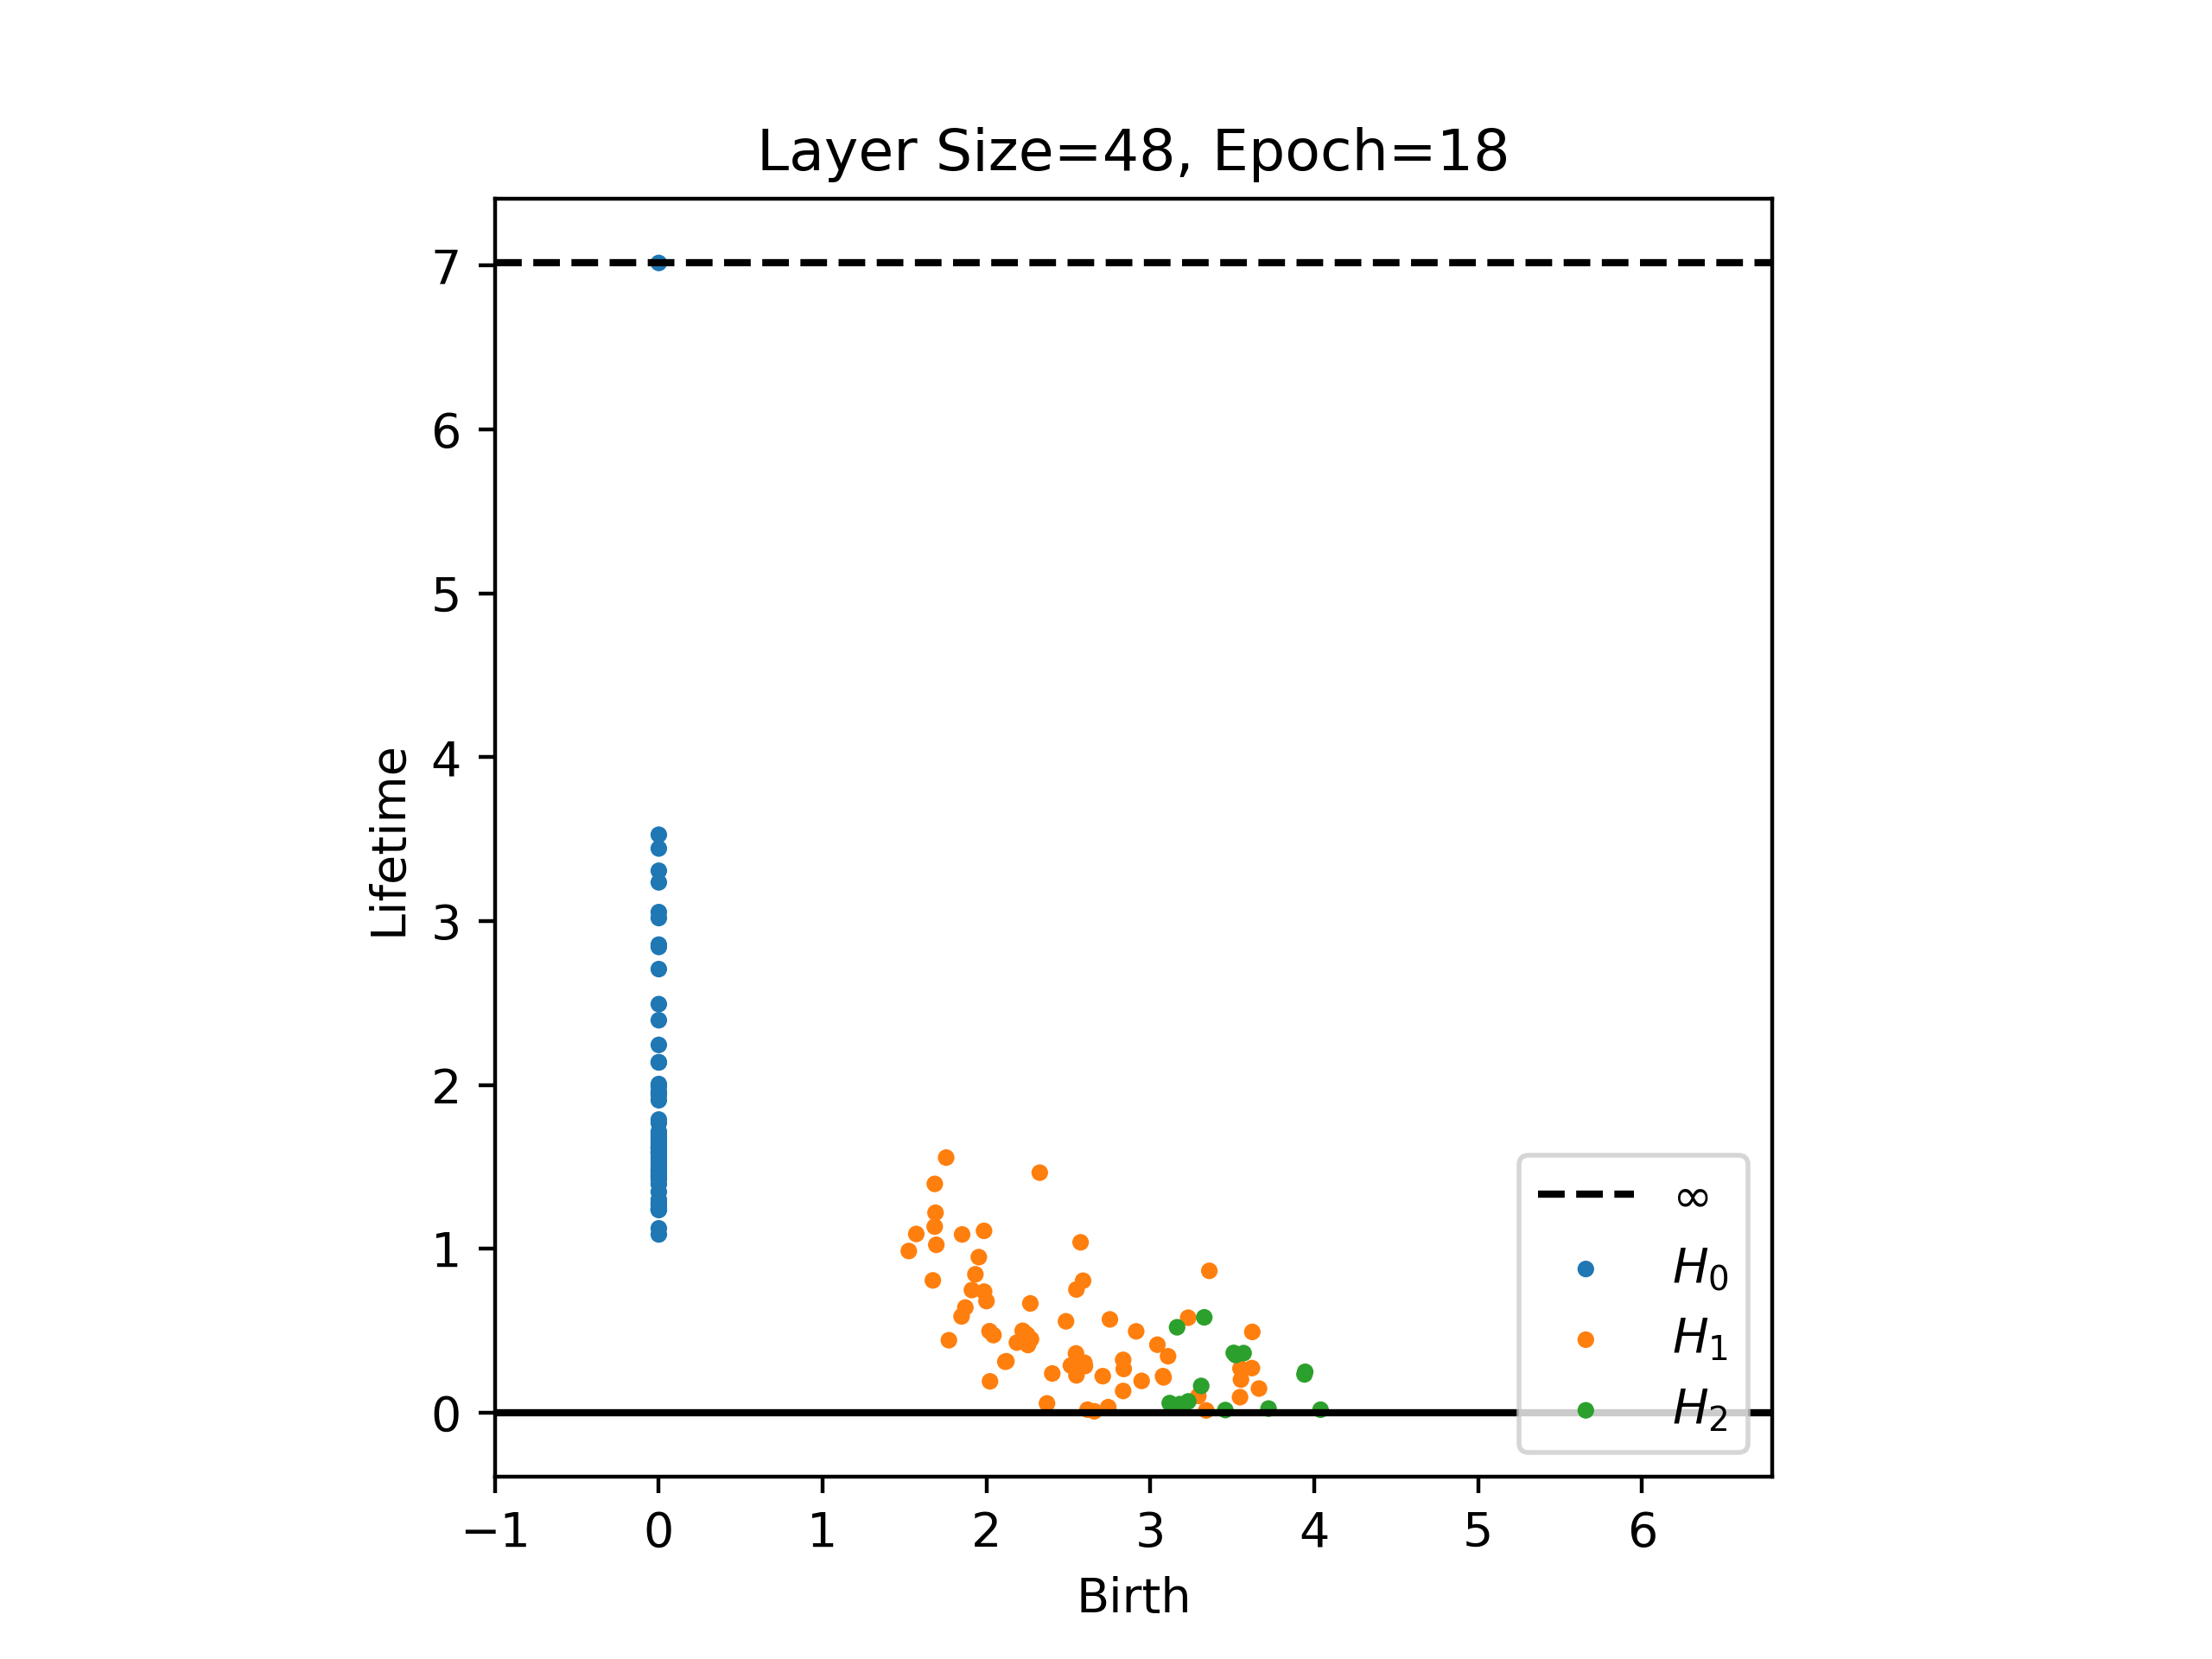 Layer Size=48, Epoch=18
Lifetime
7
6
5
4
3
2
1
0
∞
H₀
H₁
H₂
−1 0 1 2 3 4 5 6
Birth